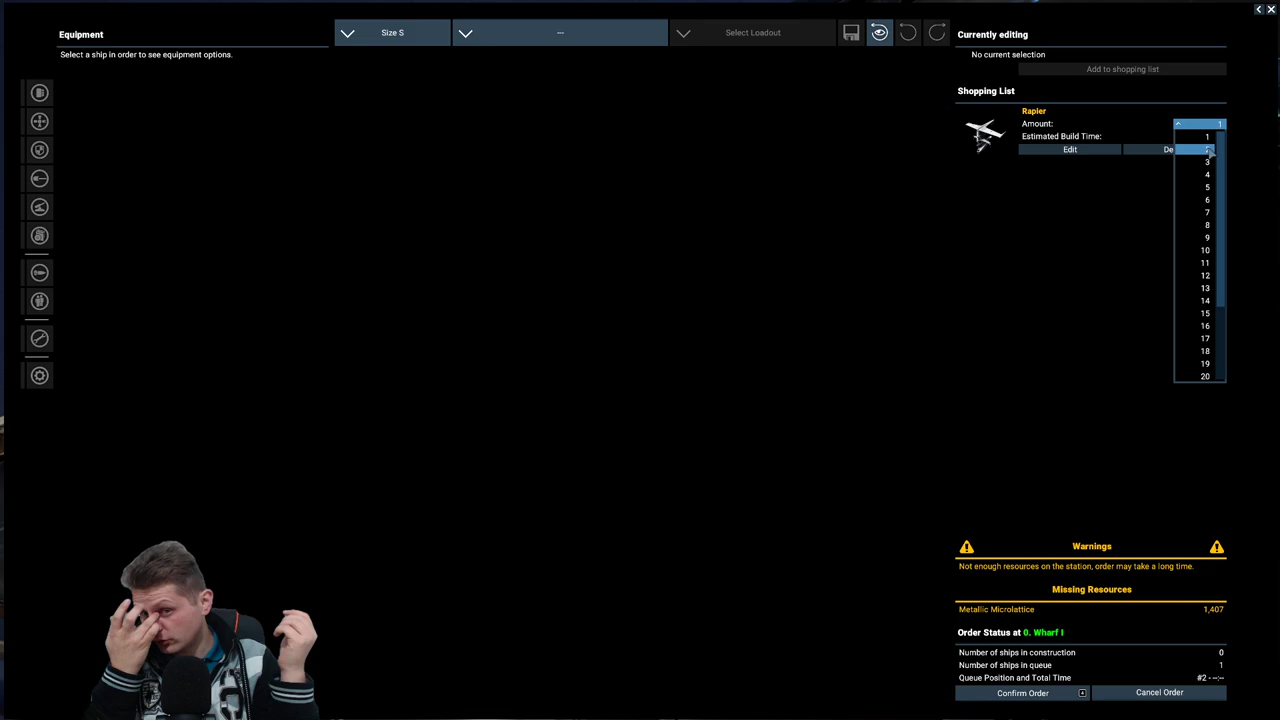 Equipment
Select a ship in order to see equipment options.
Size S
---
Select Loadout
Currently editing
No current selection
Add to shopping list
Shopping List
Rapier
Amount:
1
Estimated Build Time:
Edit
De
1
3
4
5
6
7
8
9
10
11
12
13
14
15
16
17
18
19
20
Warnings
Not enough resources on the station, order may take a long time.
Missing Resources
Metallic Microlattice 1,407
Order Status at 0. Wharf I
Number of ships in construction 0
Number of ships in queue 1
Queue Position and Total Time #2 - --:--
Confirm Order
Cancel Order